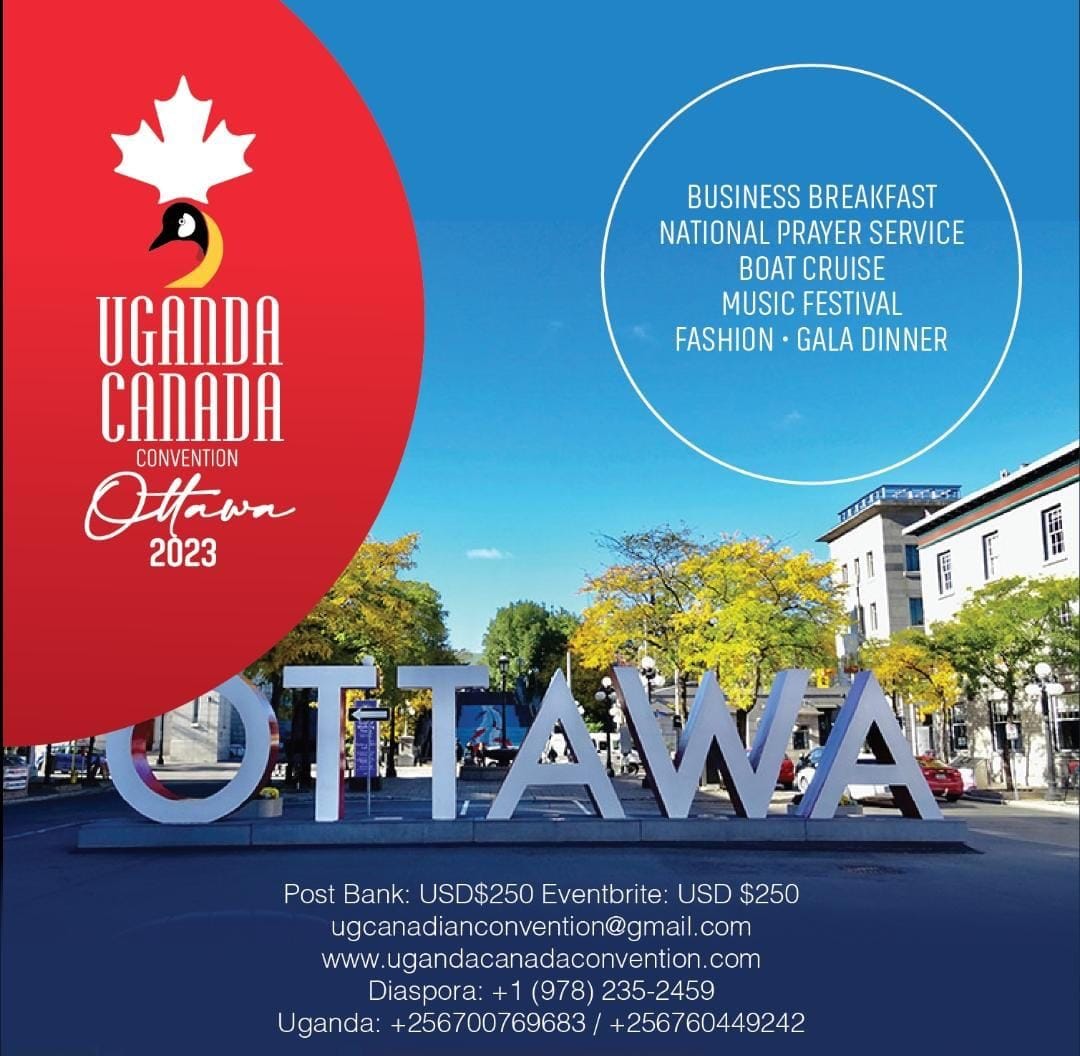 UGANDA
CANADA
CONVENTION
Ottawa
2023
BUSINESS BREAKFAST
NATIONAL PRAYER SERVICE
BOAT CRUISE
MUSIC FESTIVAL
FASHION • GALA DINNER
OTTAWA
Post Bank: USD$250 Eventbrite: USD $250
ugcanadianconvention@gmail.com
www.ugandacanadaconvention.com
Diaspora: +1 (978) 235-2459
Uganda: +256700769683 / +256760449242